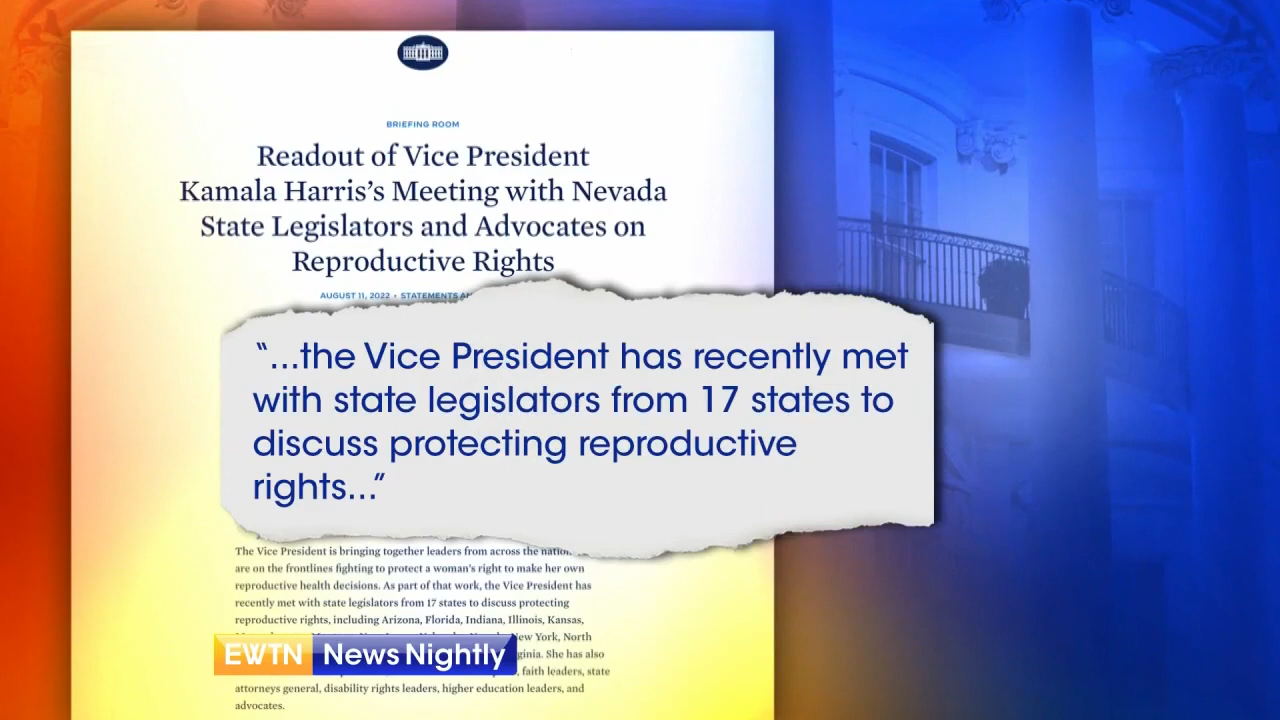 BRIEFING ROOM
Readout of Vice President
Kamala Harris’s Meeting with Nevada
State Legislators and Advocates on
Reproductive Rights
AUGUST 11, 2022 • STATEMENTS
“...the Vice President has recently met
with state legislators from 17 states to
discuss protecting reproductive
rights...”
The Vice President is bringing together leaders from across the
are on the frontlines fighting to protect a woman’s right to make her own
reproductive health decisions. As part of that work, the Vice President has
recently met with state legislators from 17 states to discuss protecting
reproductive rights, including Arizona, Florida, Indiana, Illinois, Kansas,
New York, North
She has also
faith leaders, state
attorneys general, disability rights leaders, higher education leaders, and
advocates.
EWTN News Nightly